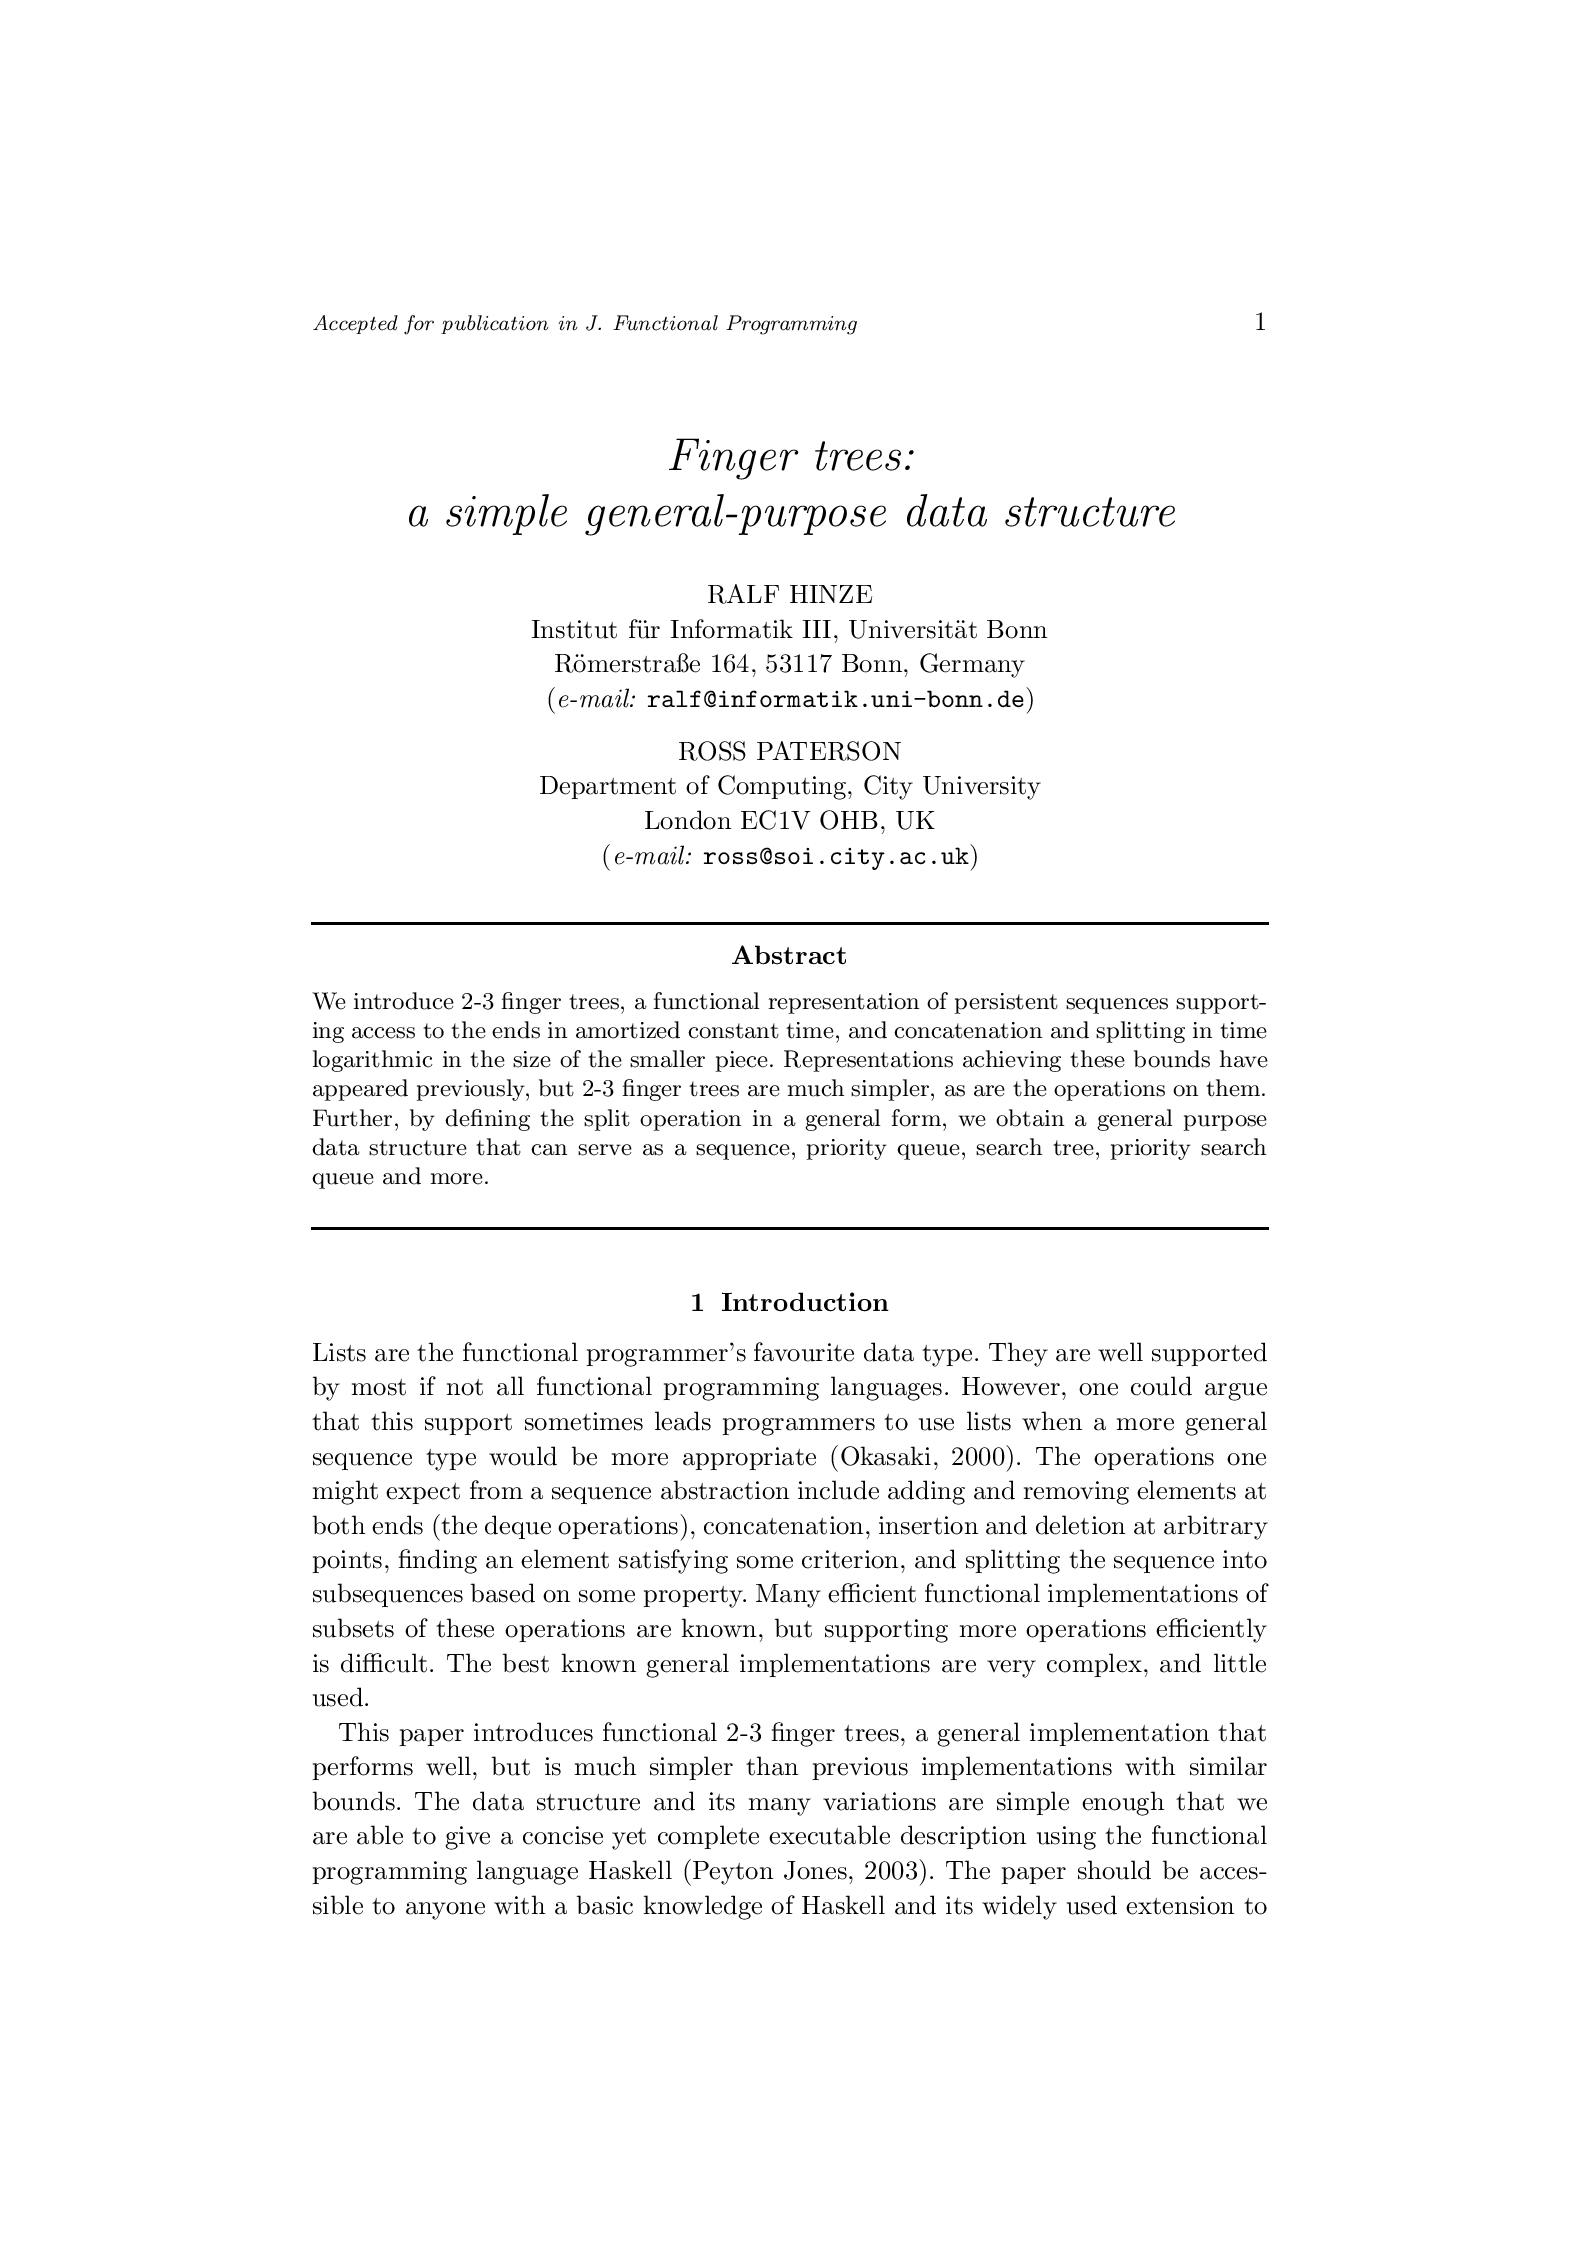 Accepted for publication in J. Functional Programming 1
Finger trees:
a simple general-purpose data structure
RALF HINZE
Institut für Informatik III, Universität Bonn
Römerstraße 164, 53117 Bonn, Germany
(e-mail: ralf@informatik.uni-bonn.de)
ROSS PATERSON
Department of Computing, City University
London EC1V OHB, UK
(e-mail: ross@soi.city.ac.uk)
Abstract
We introduce 2-3 finger trees, a functional representation of persistent sequences support-
ing access to the ends in amortized constant time, and concatenation and splitting in time
logarithmic in the size of the smaller piece. Representations achieving these bounds have
appeared previously, but 2-3 finger trees are much simpler, as are the operations on them.
Further, by defining the split operation in a general form, we obtain a general purpose
data structure that can serve as a sequence, priority queue, search tree, priority search
queue and more.
1 Introduction
Lists are the functional programmer's favourite data type. They are well supported
by most if not all functional programming languages. However, one could argue
that this support sometimes leads programmers to use lists when a more general
sequence type would be more appropriate (Okasaki, 2000). The operations one
might expect from a sequence abstraction include adding and removing elements at
both ends (the deque operations), concatenation, insertion and deletion at arbitrary
points, finding an element satisfying some criterion, and splitting the sequence into
subsequences based on some property. Many efficient functional implementations of
subsets of these operations are known, but supporting more operations efficiently
is difficult. The best known general implementations are very complex, and little
used.
This paper introduces functional 2-3 finger trees, a general implementation that
performs well, but is much simpler than previous implementations with similar
bounds. The data structure and its many variations are simple enough that we
are able to give a concise yet complete executable description using the functional
programming language Haskell (Peyton Jones, 2003). The paper should be acces-
sible to anyone with a basic knowledge of Haskell and its widely used extension to